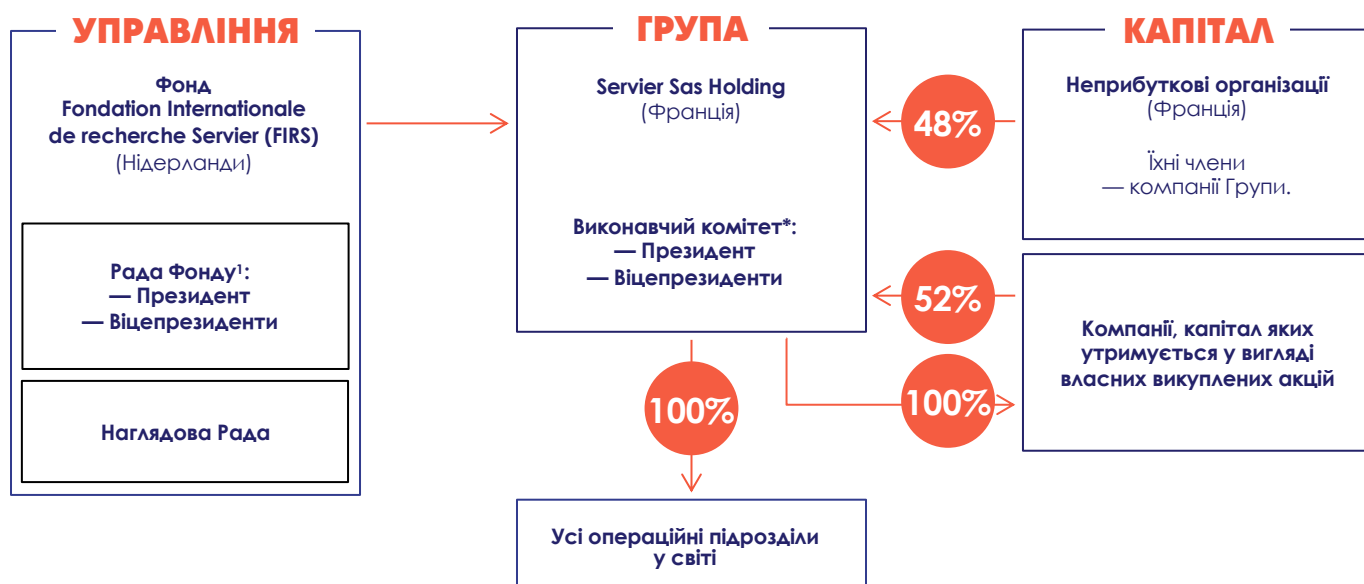 УПРАВЛІННЯ
Фонд
Fondation Internationale
de recherche Servier (FIRS)
(Нідерланди)
Рада Фонду¹:
— Президент
— Віцепрезиденти
Наглядова Рада
ГРУПА
Servier Sas Holding
(Франція)
Виконавчий комітет*:
— Президент
— Віцепрезиденти
100%
Усі операційні підрозділи
у світі
48%
52%
100%
КАПІТАЛ
Неприбуткові організації
(Франція)
Їхні члени
— компанії Групи.
Компанії, капітал яких
утримується у вигляді
власних викуплених акцій